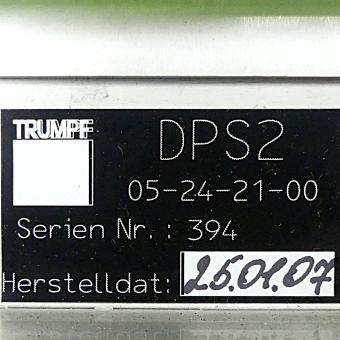 TRUMPF
DPS2
05-24-21-00
Serien Nr. : 394
Herstelldat: 25.01.07